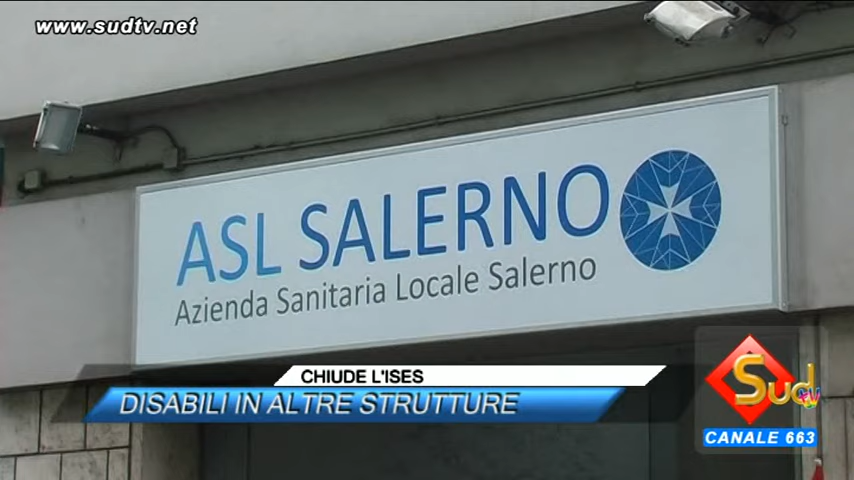 www.sudtv.net
ASL SALERNO
Azienda Sanitaria Locale Salerno
CHIUDE L'ISES
DISABILI IN ALTRE STRUTTURE
Sud
TV
CANALE 663